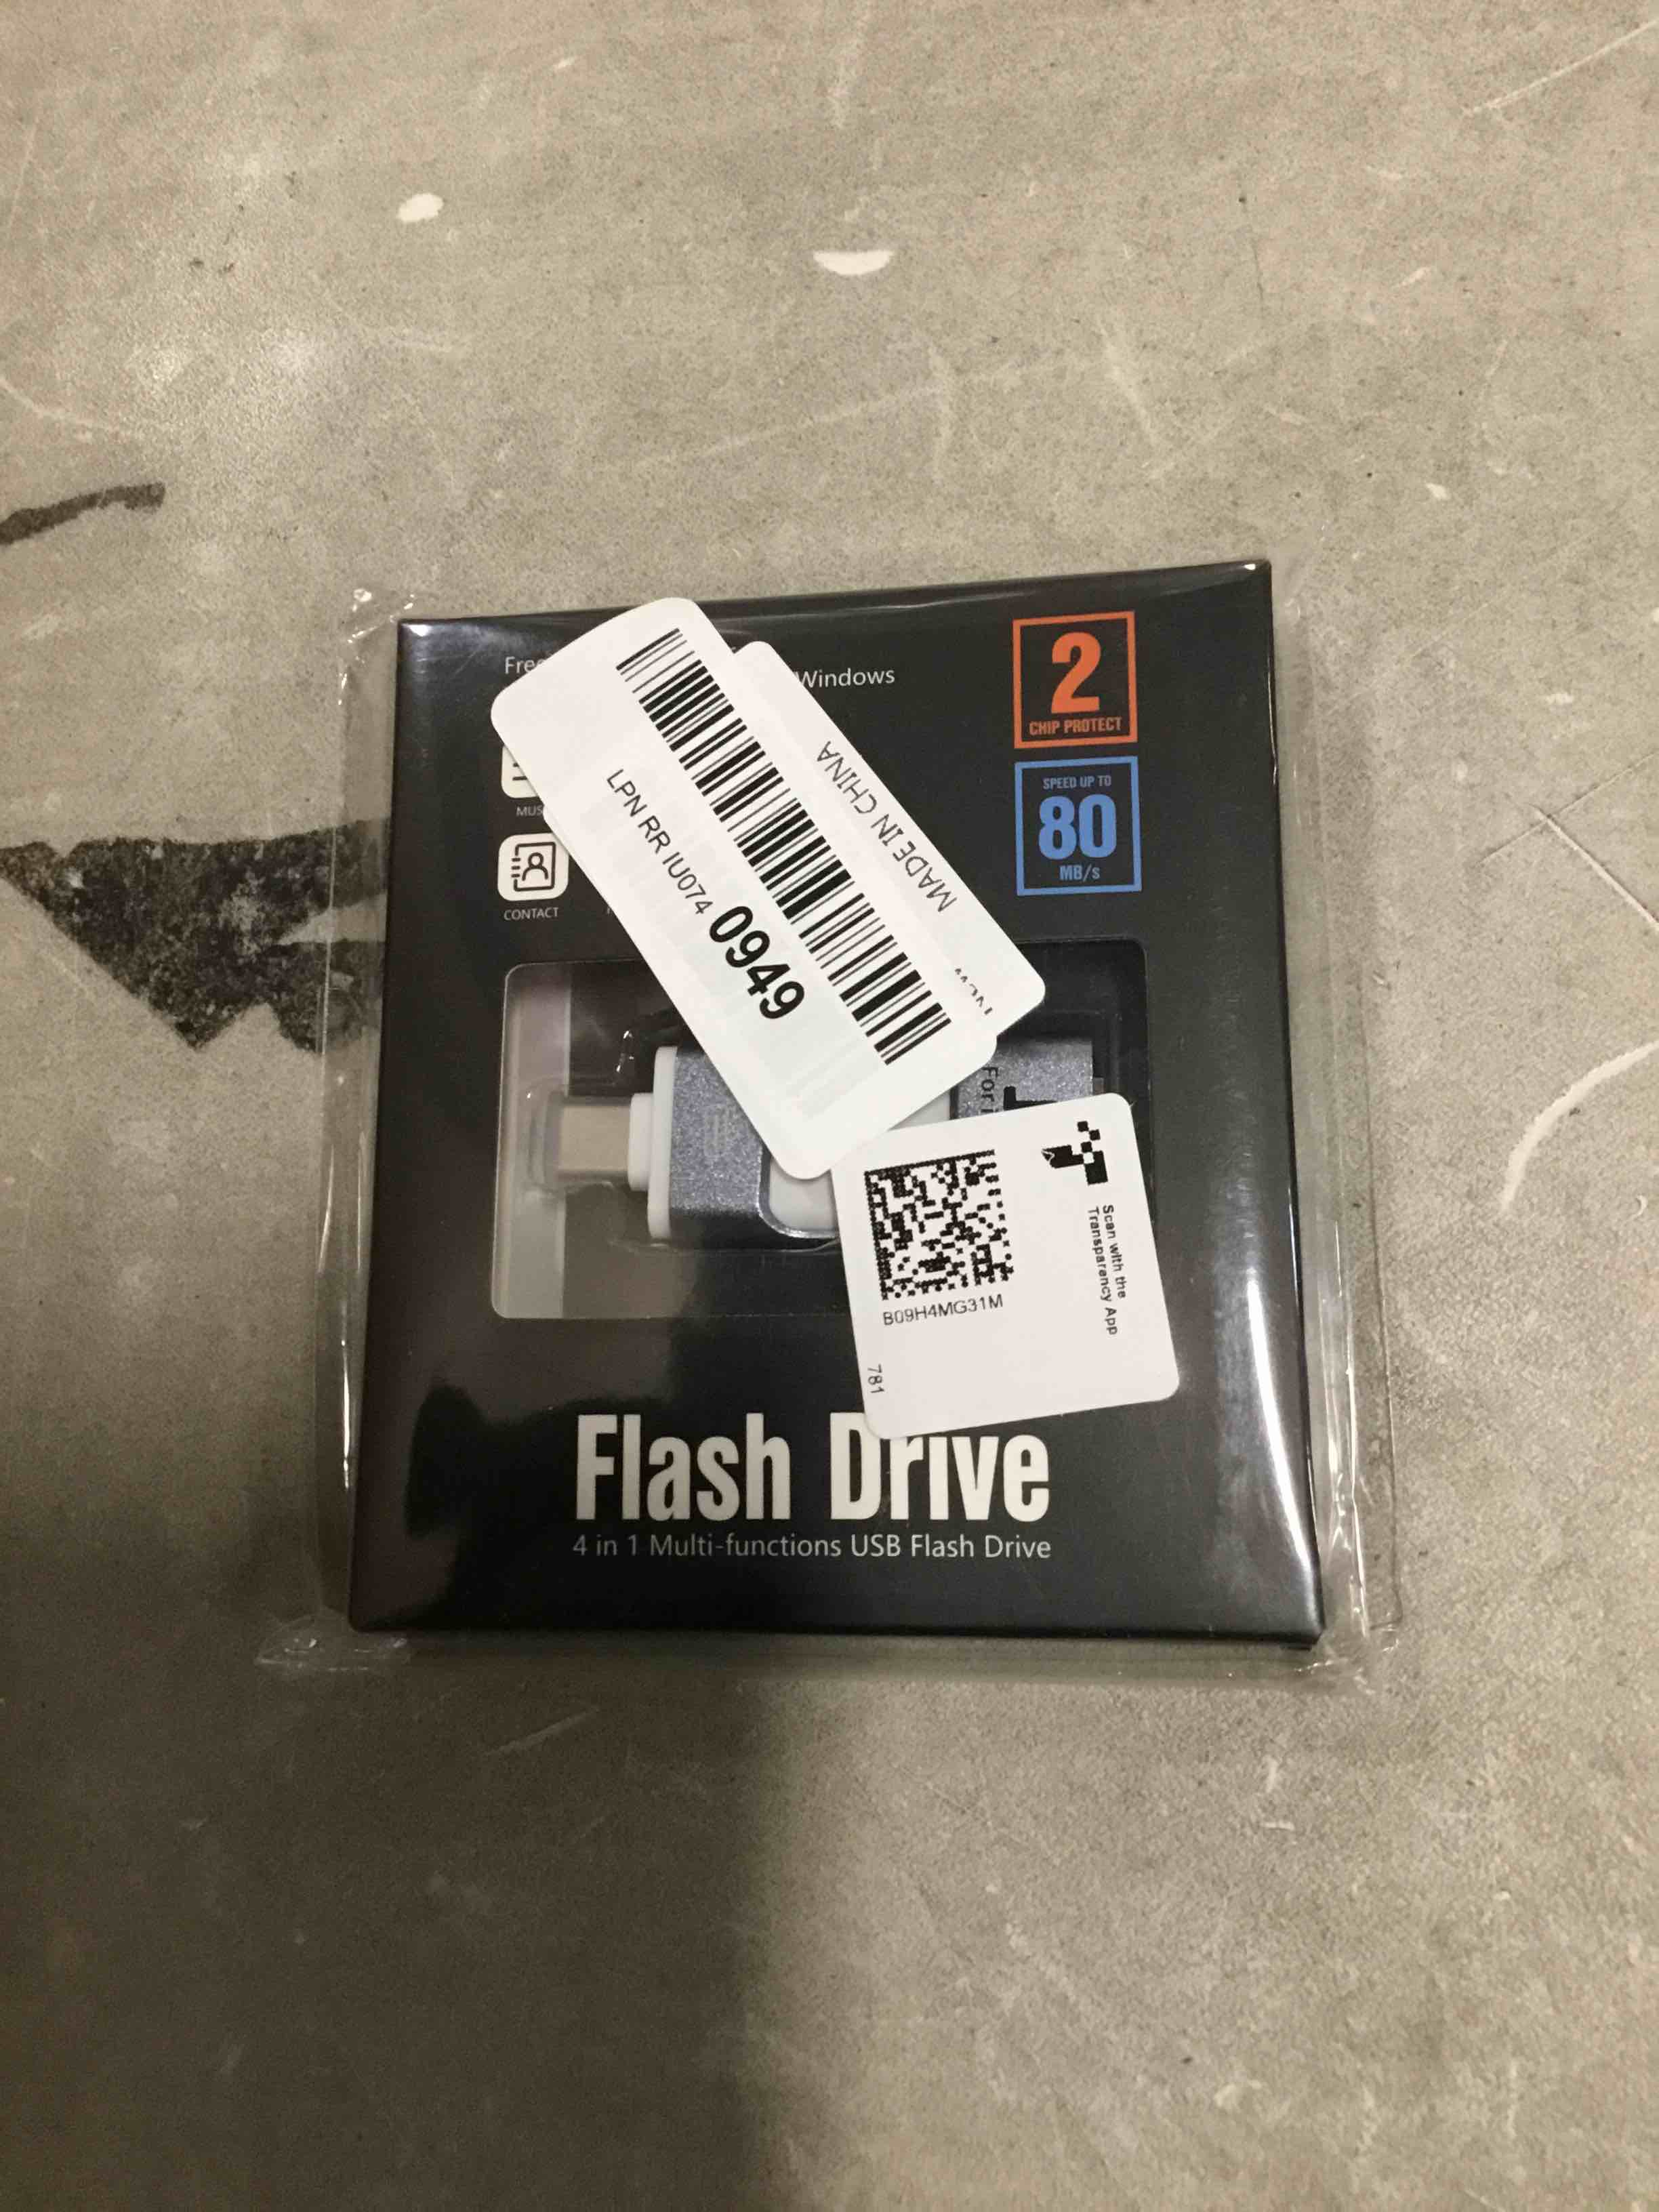 Windows
2
CHIP PROTECT
SPEED UP TO
80
MB/s
CONTACT
LPN RR IU074 0949
MADE IN CHINA
For
Scan with the
Transparency App
B09H4MG31M
781
Flash Drive
4 in 1 Multi-functions USB Flash Drive